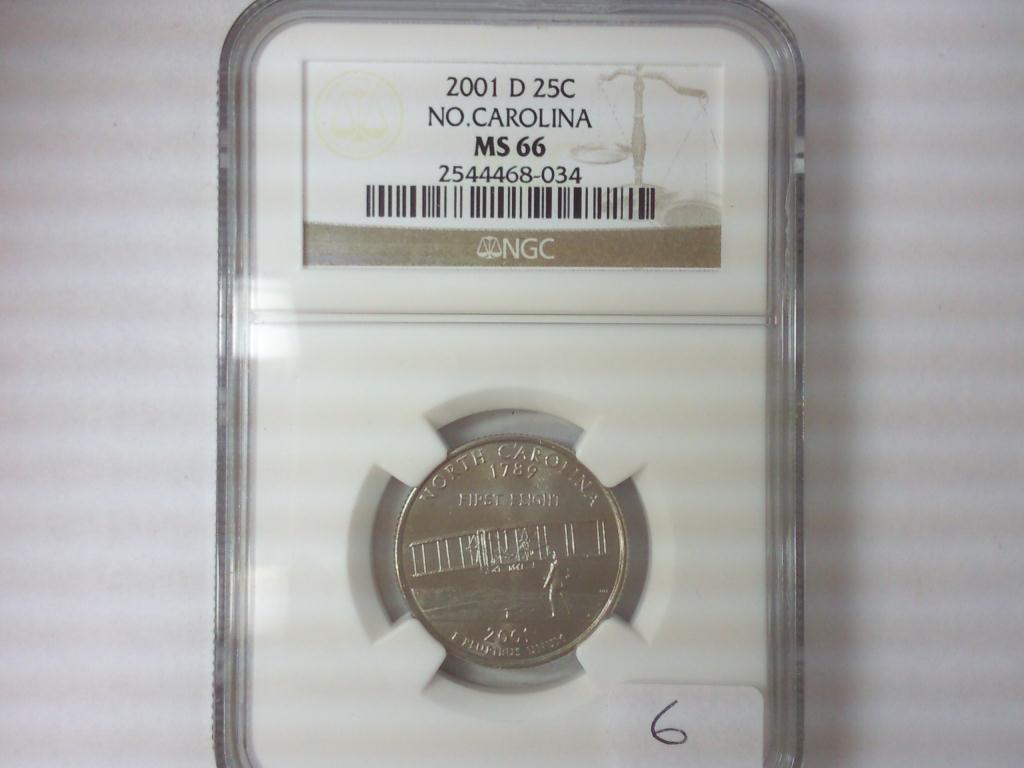 2001 D 25C
NO.CAROLINA
MS 66
2544468-034
NGC
NORTH CAROLINA
1789
FIRST FLIGHT
2001
E PLURIBUS UNUM
6